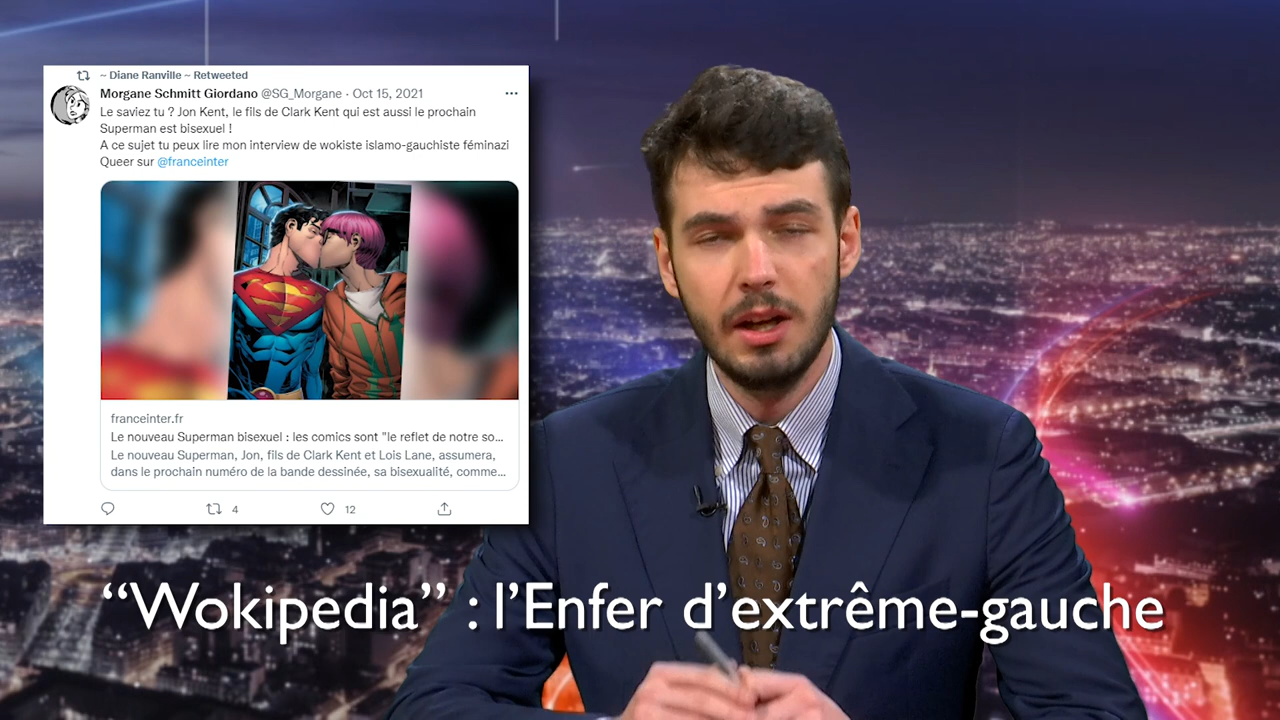 ~ Diane Ranville ~ Retweeted
Morgane Schmitt Giordano @SG_Morgane · Oct 15, 2021
Le saviez tu ? Jon Kent, le fils de Clark Kent qui est aussi le prochain
Superman est bisexuel !
A ce sujet tu peux lire mon interview de wokiste islamo-gauchiste féminazi
Queer sur @franceinter
franceinter.fr
Le nouveau Superman bisexuel : les comics sont "le reflet de notre so...
Le nouveau Superman, Jon, fils de Clark Kent et Lois Lane, assumera,
dans le prochain numéro de la bande dessinée, sa bisexualité, comme...
4
12
“Wokipedia” : l’Enfer d’extrême-gauche